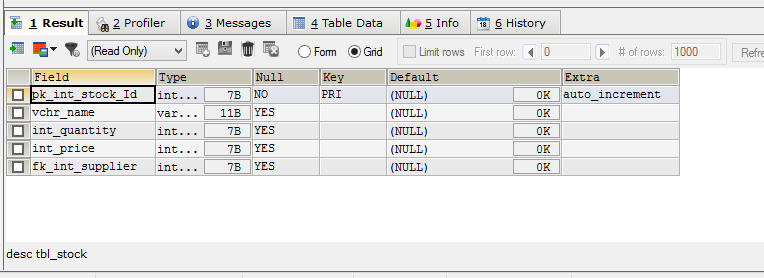 1 Result 2 Profiler 3 Messages 4 Table Data 5 Info 6 History
(Read Only) Form Grid Limit rows First row: 0 # of rows: 1000 Refre
Field Type Null Key Default Extra
pk_int_stock_Id int... 7B NO PRI (NULL) 0K auto_increment
vchr_name var... 11B YES (NULL) 0K
int_quantity int... 7B YES (NULL) 0K
int_price int... 7B YES (NULL) 0K
fk_int_supplier int... 7B YES (NULL) 0K
desc tbl_stock